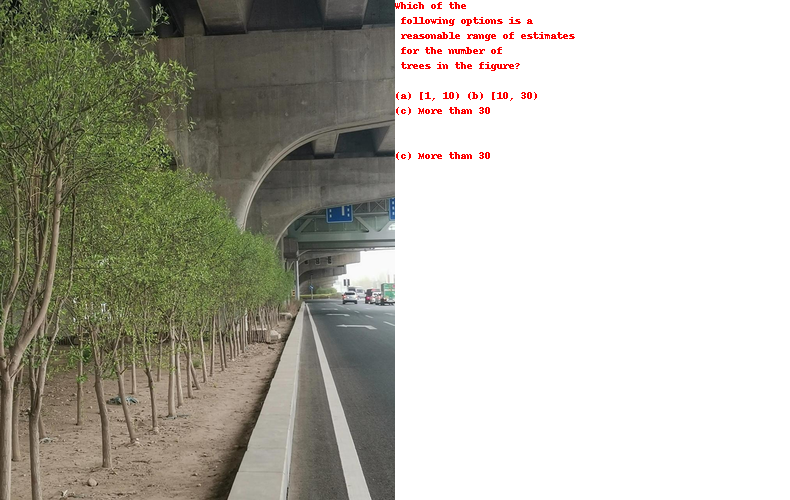 Which of the
following options is a
reasonable range of estimates
for the number of
trees in the figure?
(a) [1, 10) (b) [10, 30)
(c) More than 30
(c) More than 30